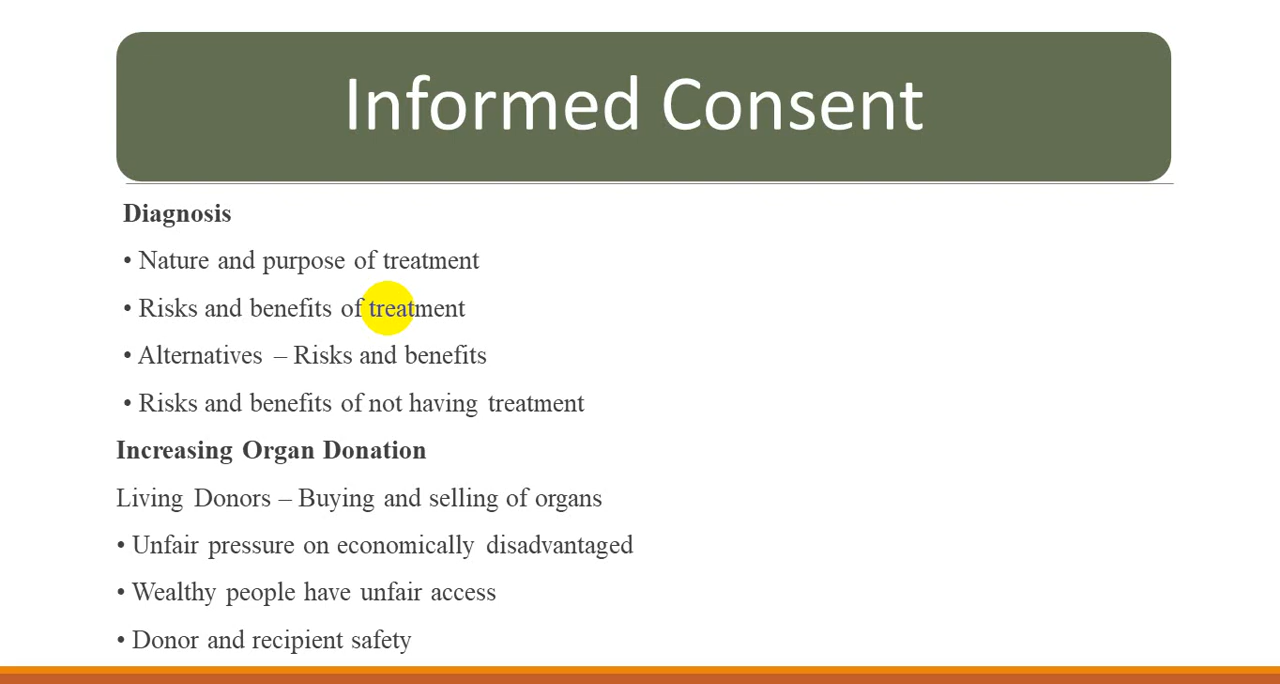 Informed Consent
Diagnosis
• Nature and purpose of treatment
• Risks and benefits of treatment
• Alternatives – Risks and benefits
• Risks and benefits of not having treatment
Increasing Organ Donation
Living Donors – Buying and selling of organs
• Unfair pressure on economically disadvantaged
• Wealthy people have unfair access
• Donor and recipient safety